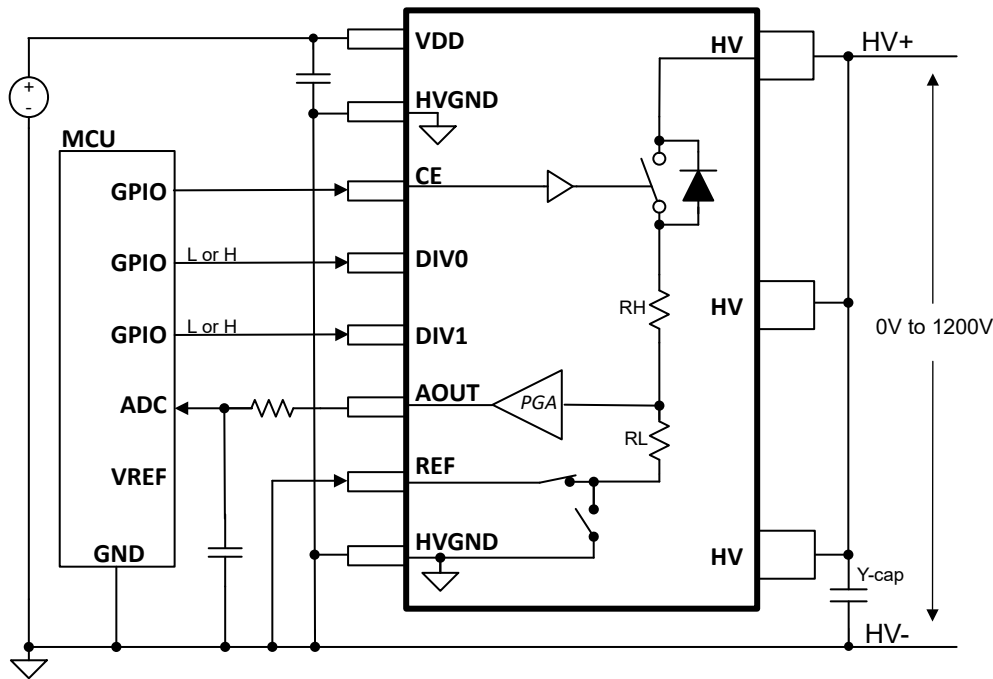 VDD
HV
HV+
+
-
HVGND
MCU
GPIO
CE
GPIO
L or H
DIV0
RH
HV
GPIO
L or H
DIV1
0V to 1200V
ADC
AOUT
PGA
RL
VREF
REF
GND
HVGND
HV
Y-cap
HV-